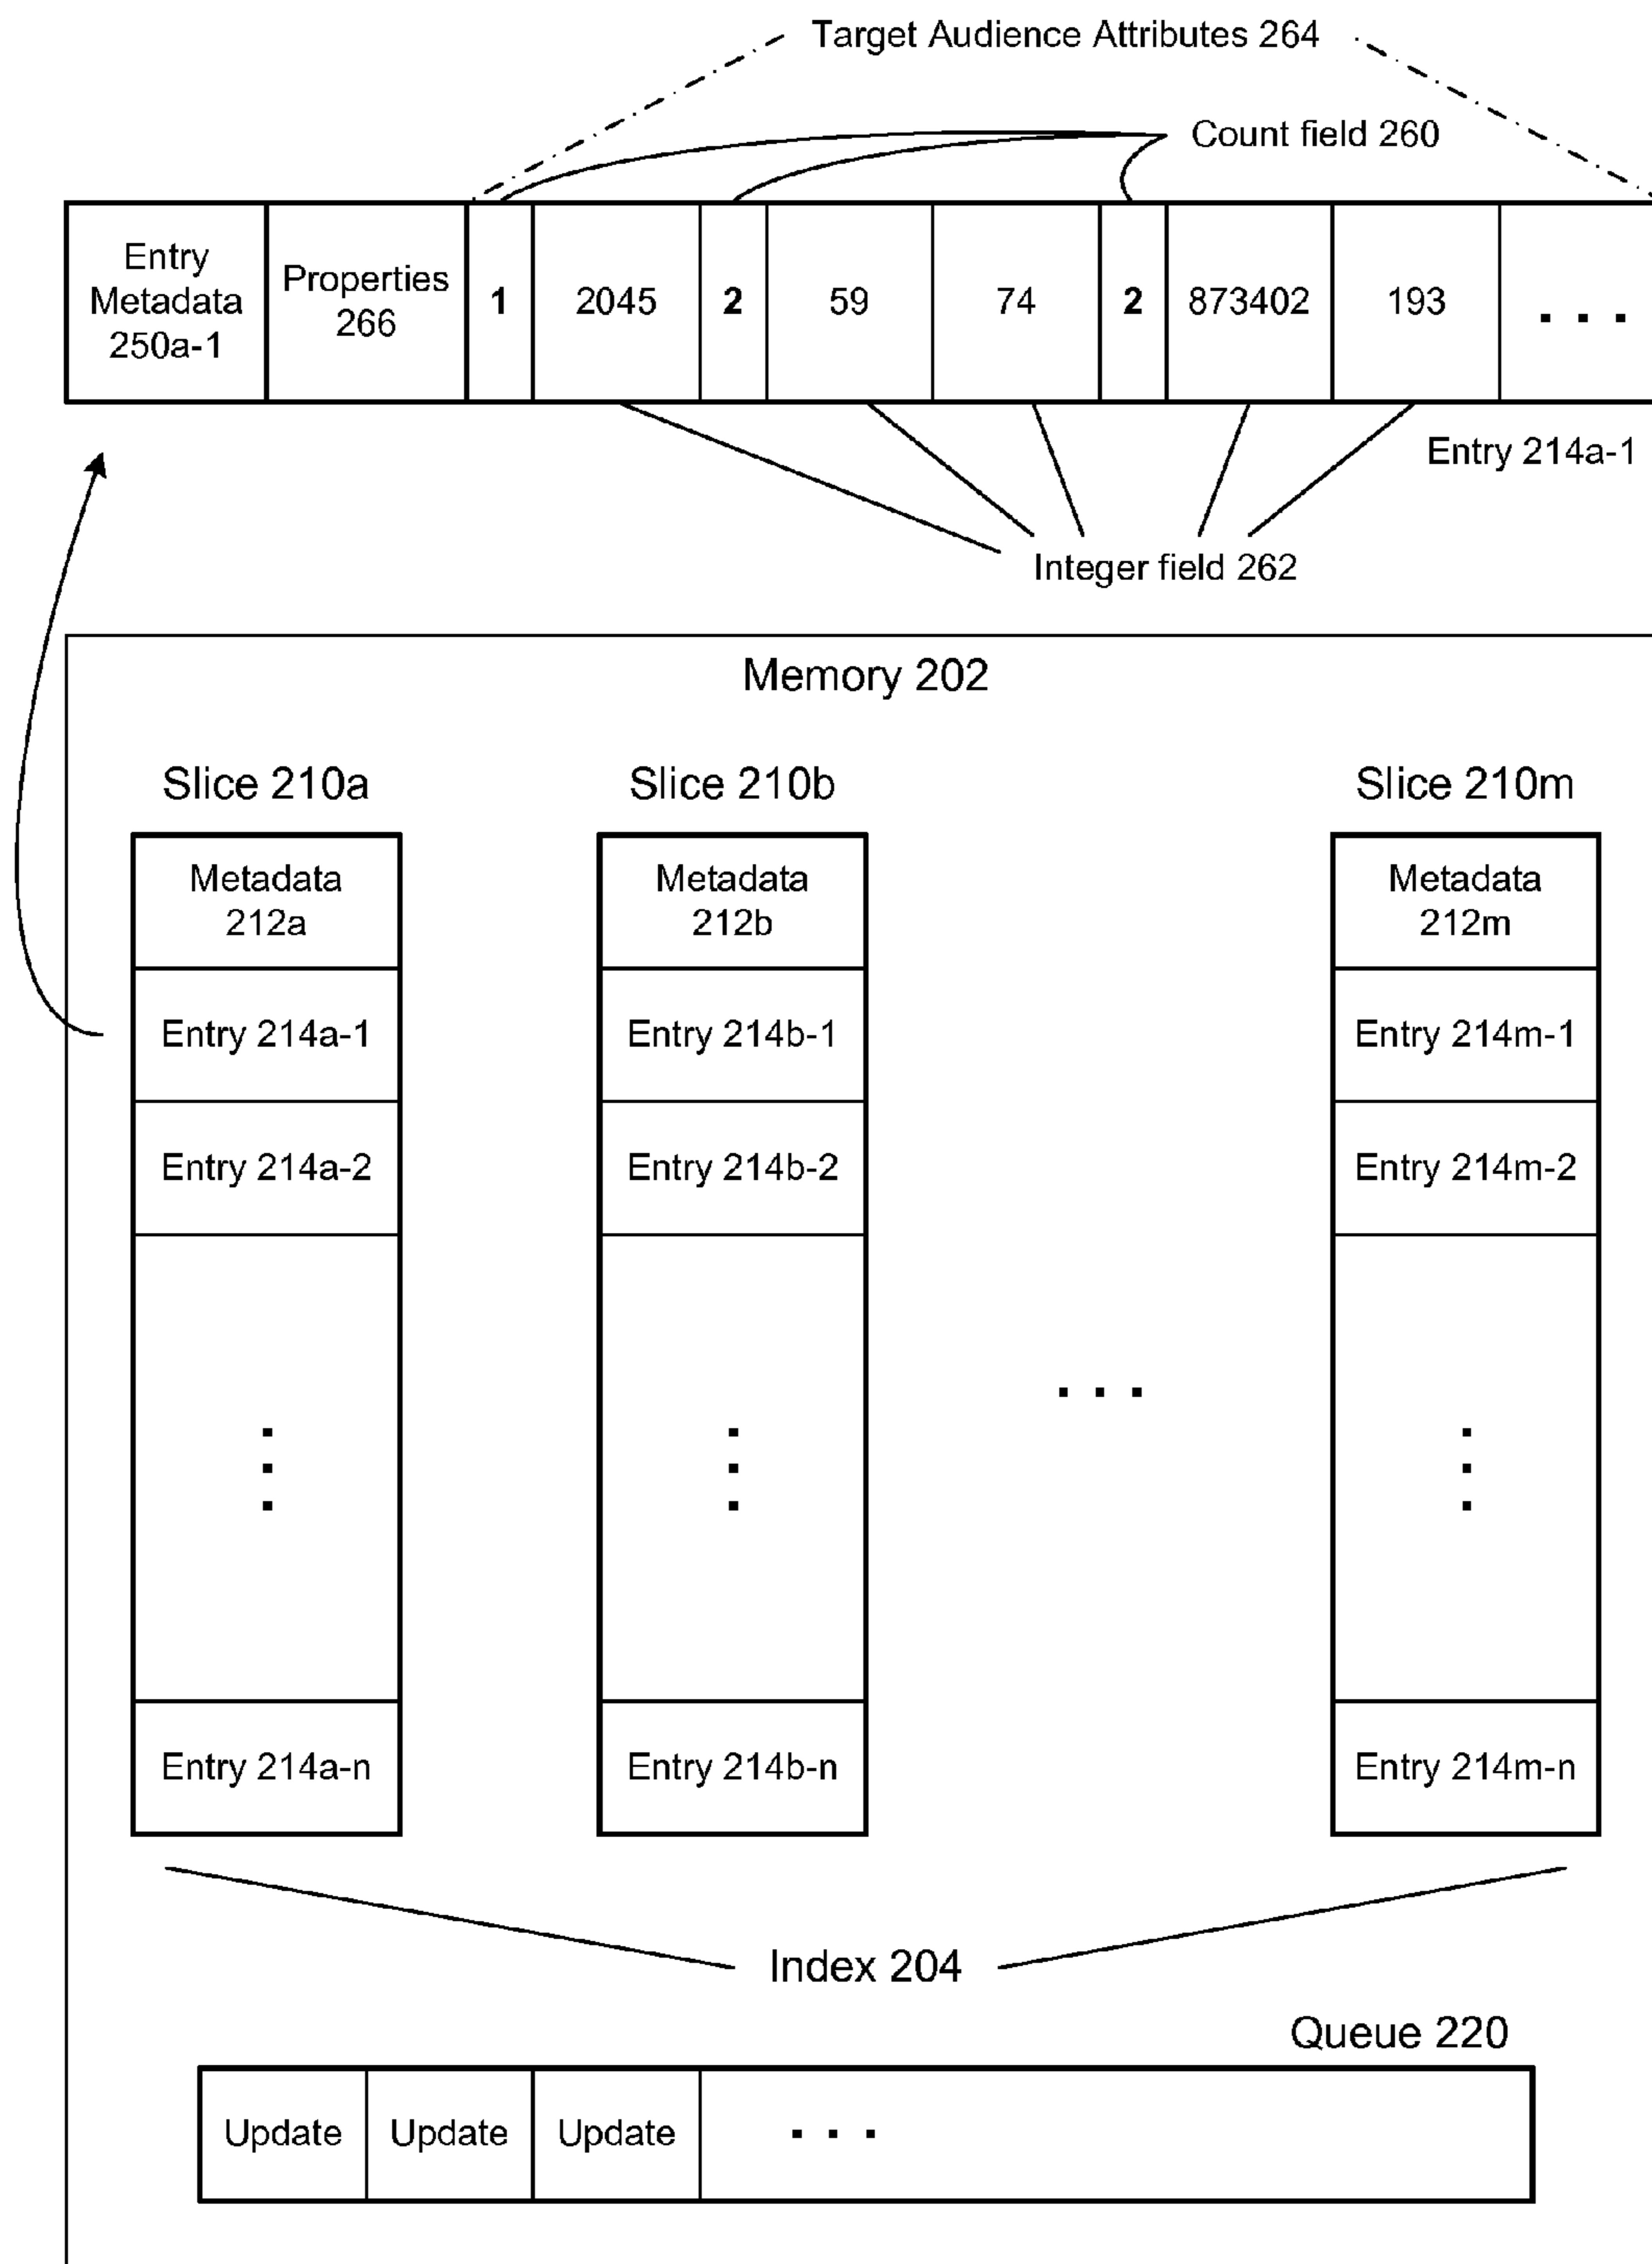 Target Audience Attributes 264
Count field 260
Entry
Metadata
250a-1
Properties
266
1
2045
2
59
74
2
873402
193
. . .
Entry 214a-1
Integer field 262
Memory 202
Slice 210a
Slice 210b
Slice 210m
Metadata
212a
Metadata
212b
Metadata
212m
Entry 214a-1
Entry 214b-1
Entry 214m-1
Entry 214a-2
Entry 214b-2
Entry 214m-2
. . .
Entry 214a-n
Entry 214b-n
Entry 214m-n
Index 204
Queue 220
Update
Update
Update
. . .